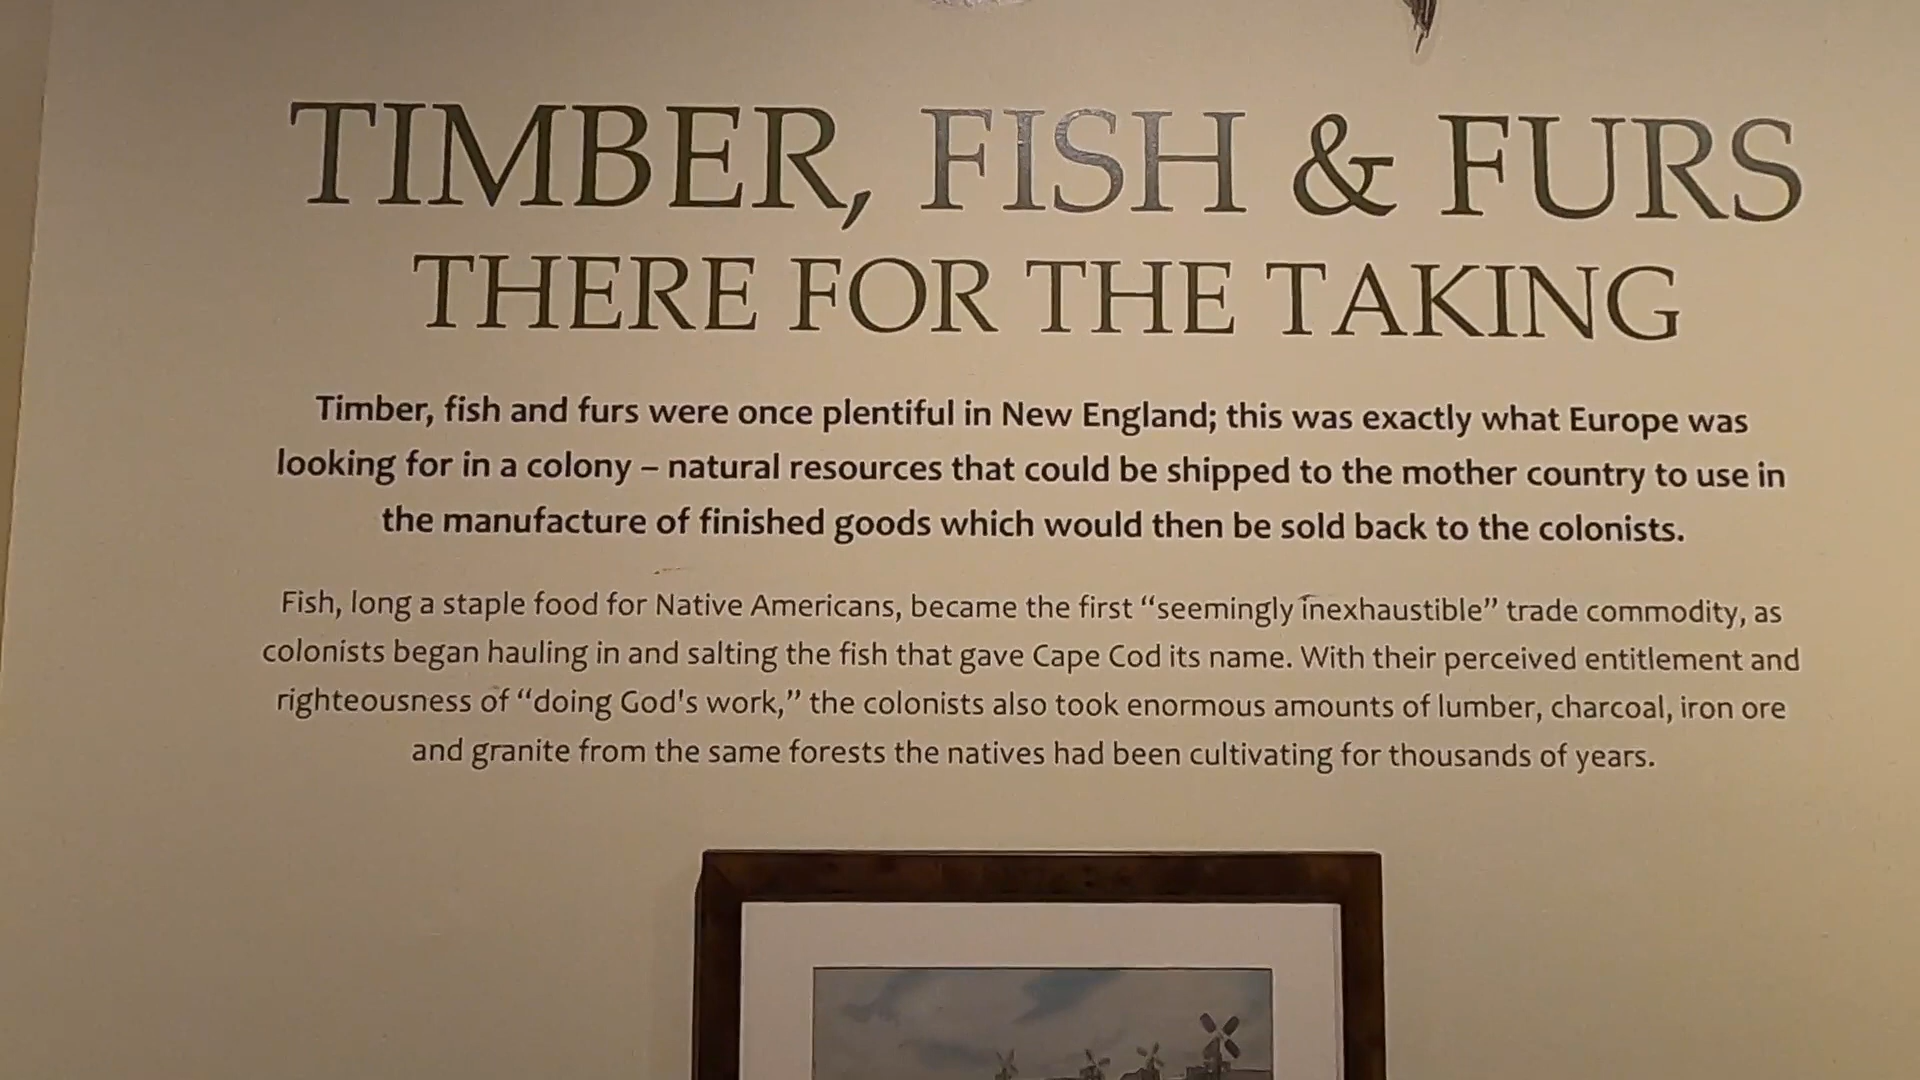 TIMBER, FISH & FURS
THERE FOR THE TAKING
Timber, fish and furs were once plentiful in New England; this was exactly what Europe was
looking for in a colony – natural resources that could be shipped to the mother country to use in
the manufacture of finished goods which would then be sold back to the colonists.
Fish, long a staple food for Native Americans, became the first “seemingly inexhaustible” trade commodity, as
colonists began hauling in and salting the fish that gave Cape Cod its name. With their perceived entitlement and
righteousness of “doing God's work,” the colonists also took enormous amounts of lumber, charcoal, iron ore
and granite from the same forests the natives had been cultivating for thousands of years.